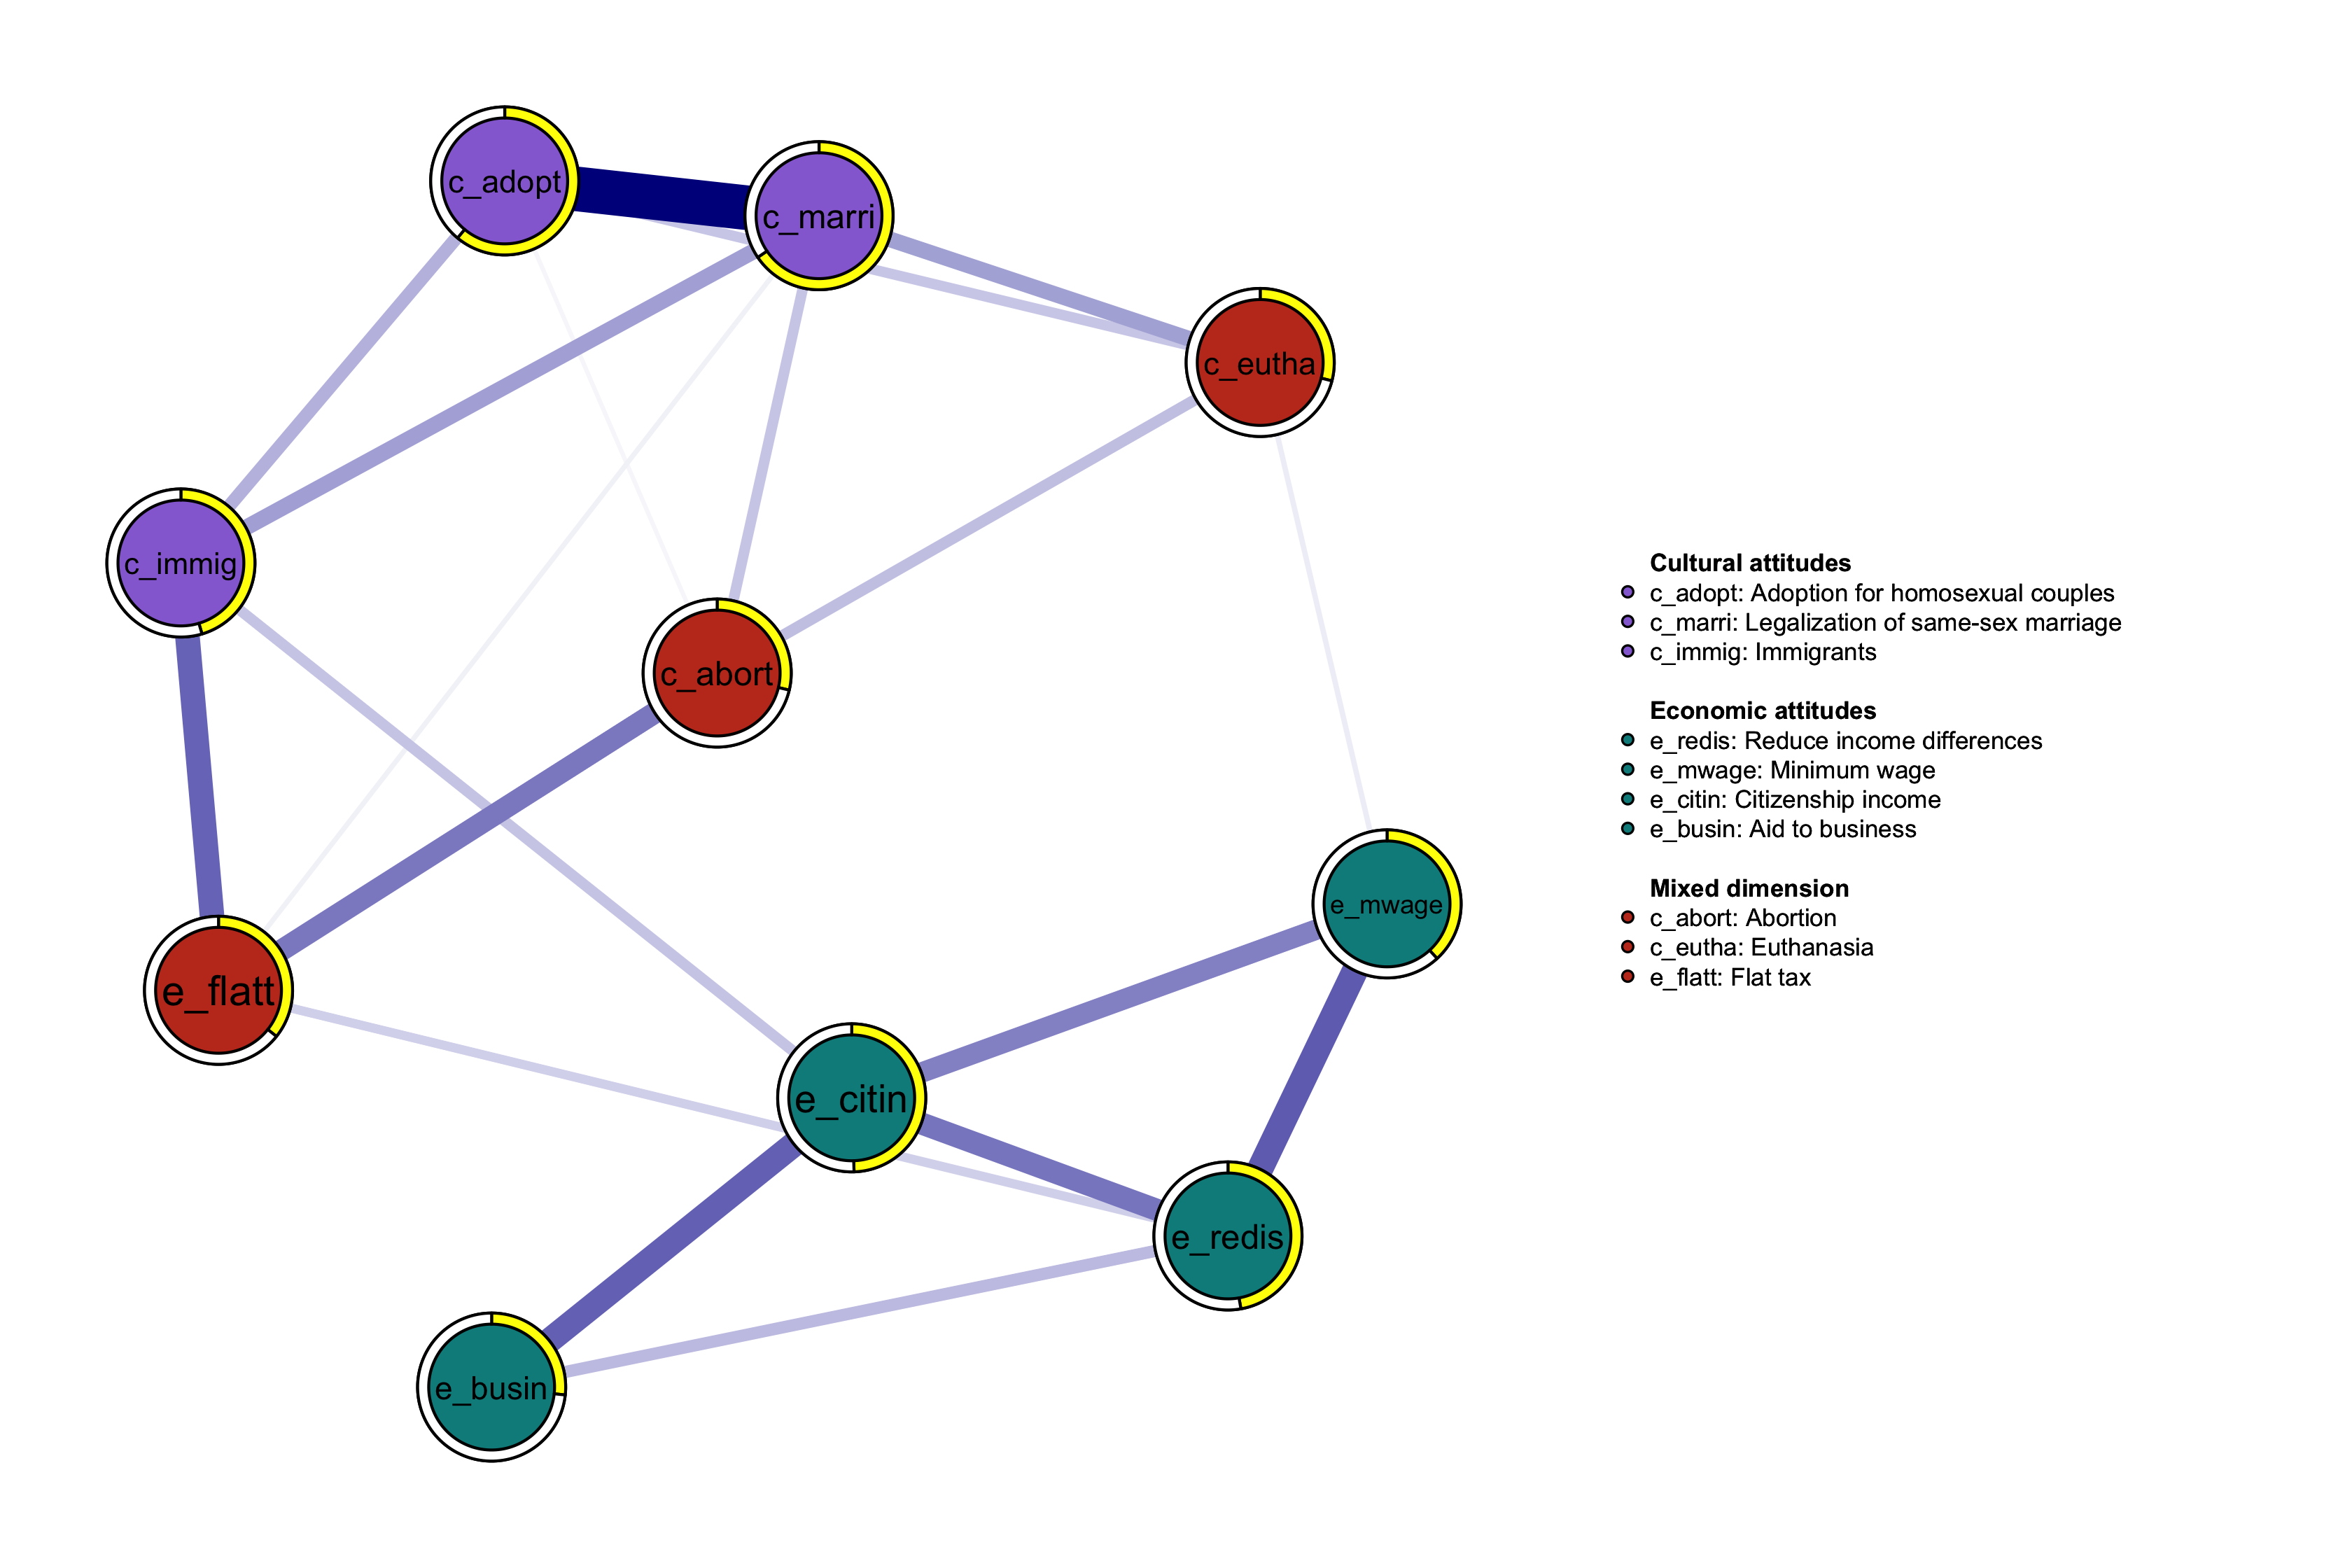 c_adopt
c_marri
c_eutha
c_immig
c_abort
e_mwage
e_flatt
e_citin
e_redis
e_busin
Cultural attitudes
c_adopt: Adoption for homosexual couples
c_marri: Legalization of same-sex marriage
c_immig: Immigrants
Economic attitudes
e_redis: Reduce income differences
e_mwage: Minimum wage
e_citin: Citizenship income
e_busin: Aid to business
Mixed dimension
c_abort: Abortion
c_eutha: Euthanasia
e_flatt: Flat tax